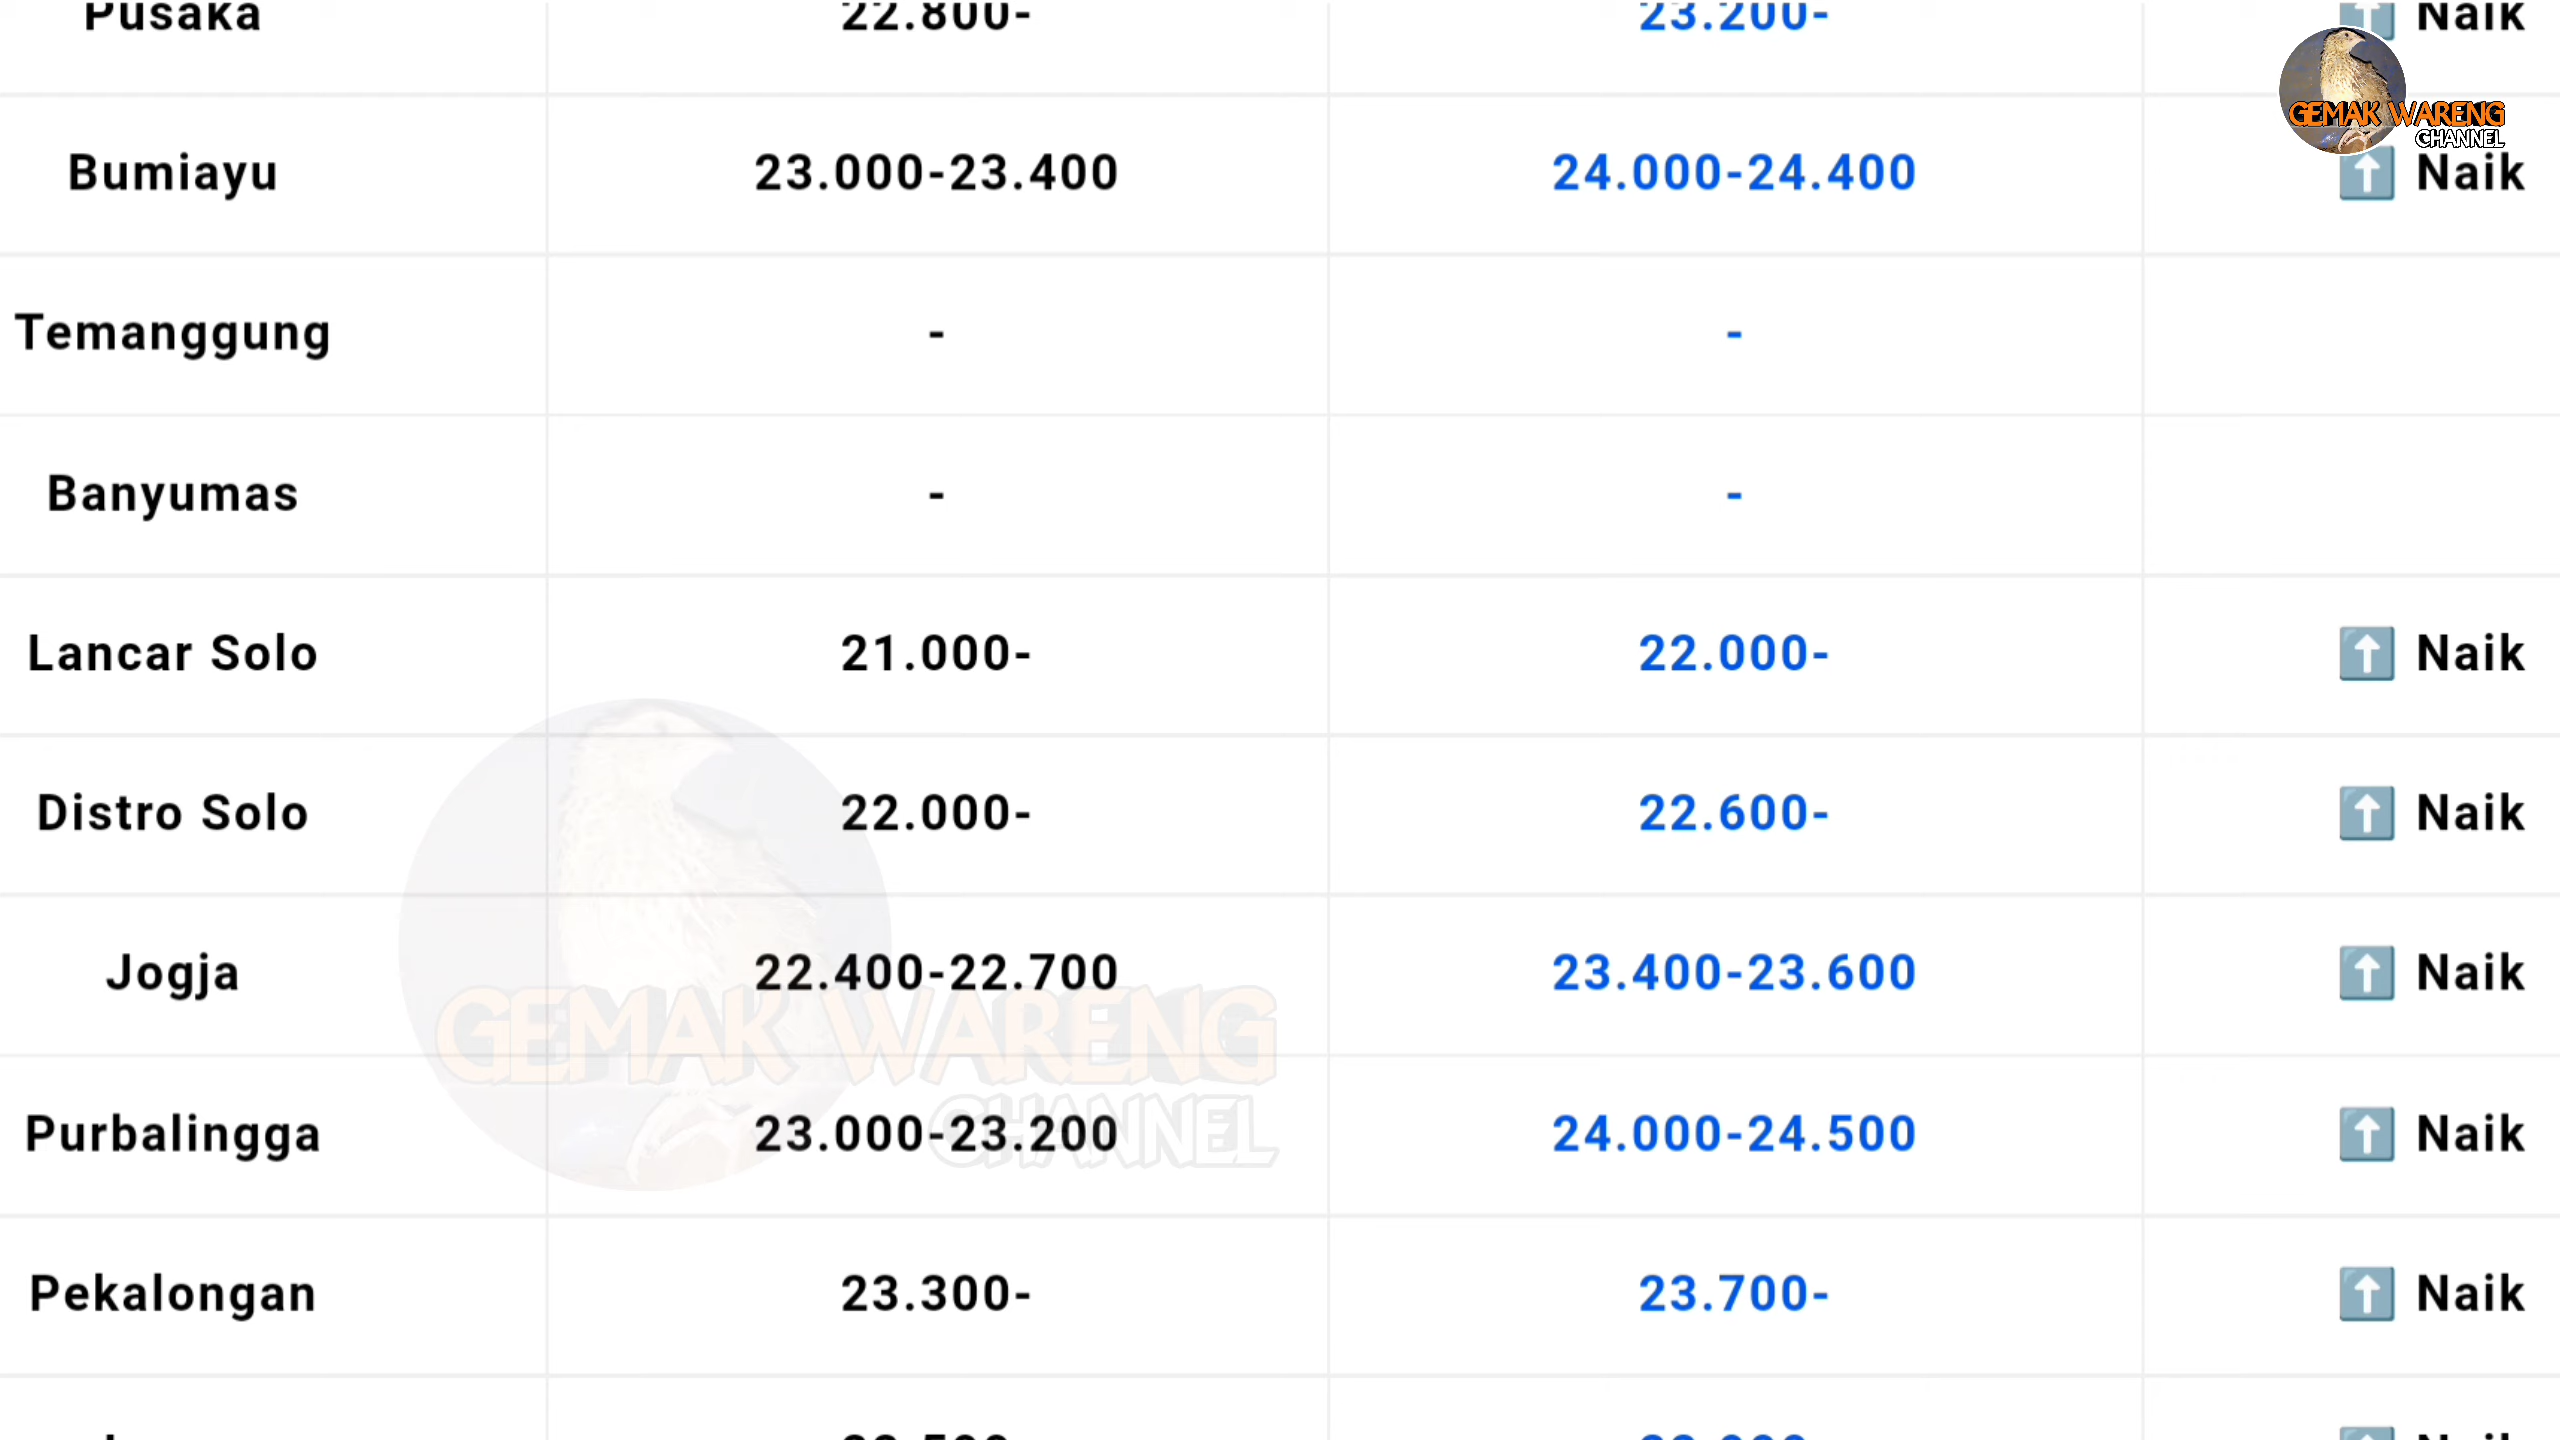 Pusaka 22.800- 23.200- ⬆️ Naik
GEMAK WARENG
CHANNEL
Bumiayu 23.000-23.400 24.000-24.400 ⬆️ Naik
Temanggung - -
Banyumas - -
Lancar Solo 21.000- 22.000- ⬆️ Naik
Distro Solo 22.000- 22.600- ⬆️ Naik
Jogja 22.400-22.700 23.400-23.600 ⬆️ Naik
GEMAK WARENG
CHANNEL
Purbalingga 23.000-23.200 24.000-24.500 ⬆️ Naik
Pekalongan 23.300- 23.700- ⬆️ Naik